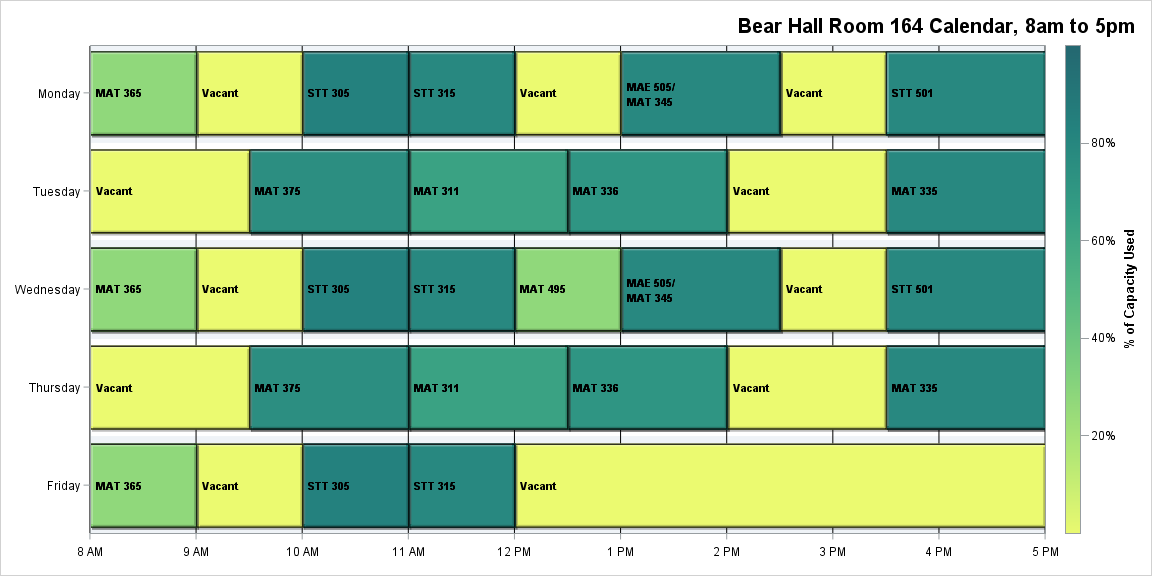 Bear Hall Room 164 Calendar, 8am to 5pm
Monday
MAT 365
Vacant
STT 305
STT 315
Vacant
MAE 505/
MAT 345
Vacant
STT 501
Tuesday
Vacant
MAT 375
MAT 311
MAT 336
Vacant
MAT 335
Wednesday
MAT 365
Vacant
STT 305
STT 315
MAT 495
MAE 505/
MAT 345
Vacant
STT 501
Thursday
Vacant
MAT 375
MAT 311
MAT 336
Vacant
MAT 335
Friday
MAT 365
Vacant
STT 305
STT 315
Vacant
8 AM
9 AM
10 AM
11 AM
12 PM
1 PM
2 PM
3 PM
4 PM
5 PM
80%
60%
40%
20%
% of Capacity Used